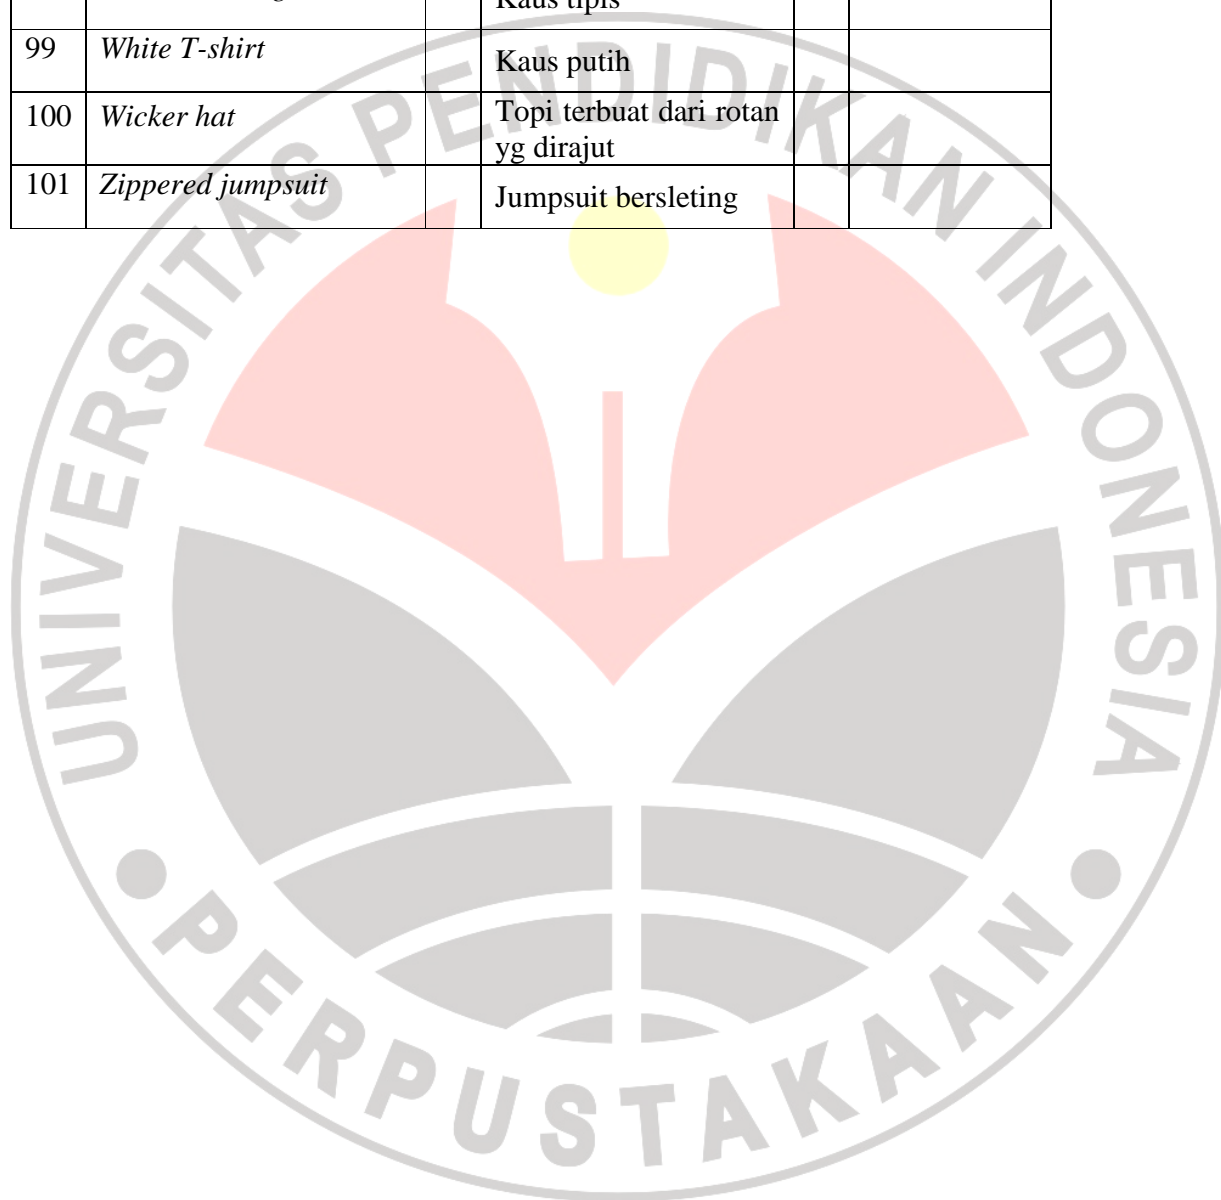 Kaus tipis
99 White T-shirt Kaus putih
100 Wicker hat Topi terbuat dari rotan
yg dirajut
101 Zippered jumpsuit Jumpsuit bersleting
UNIVERSITAS PENDIDIKAN INDONESIA
PERPUSTAKAAN